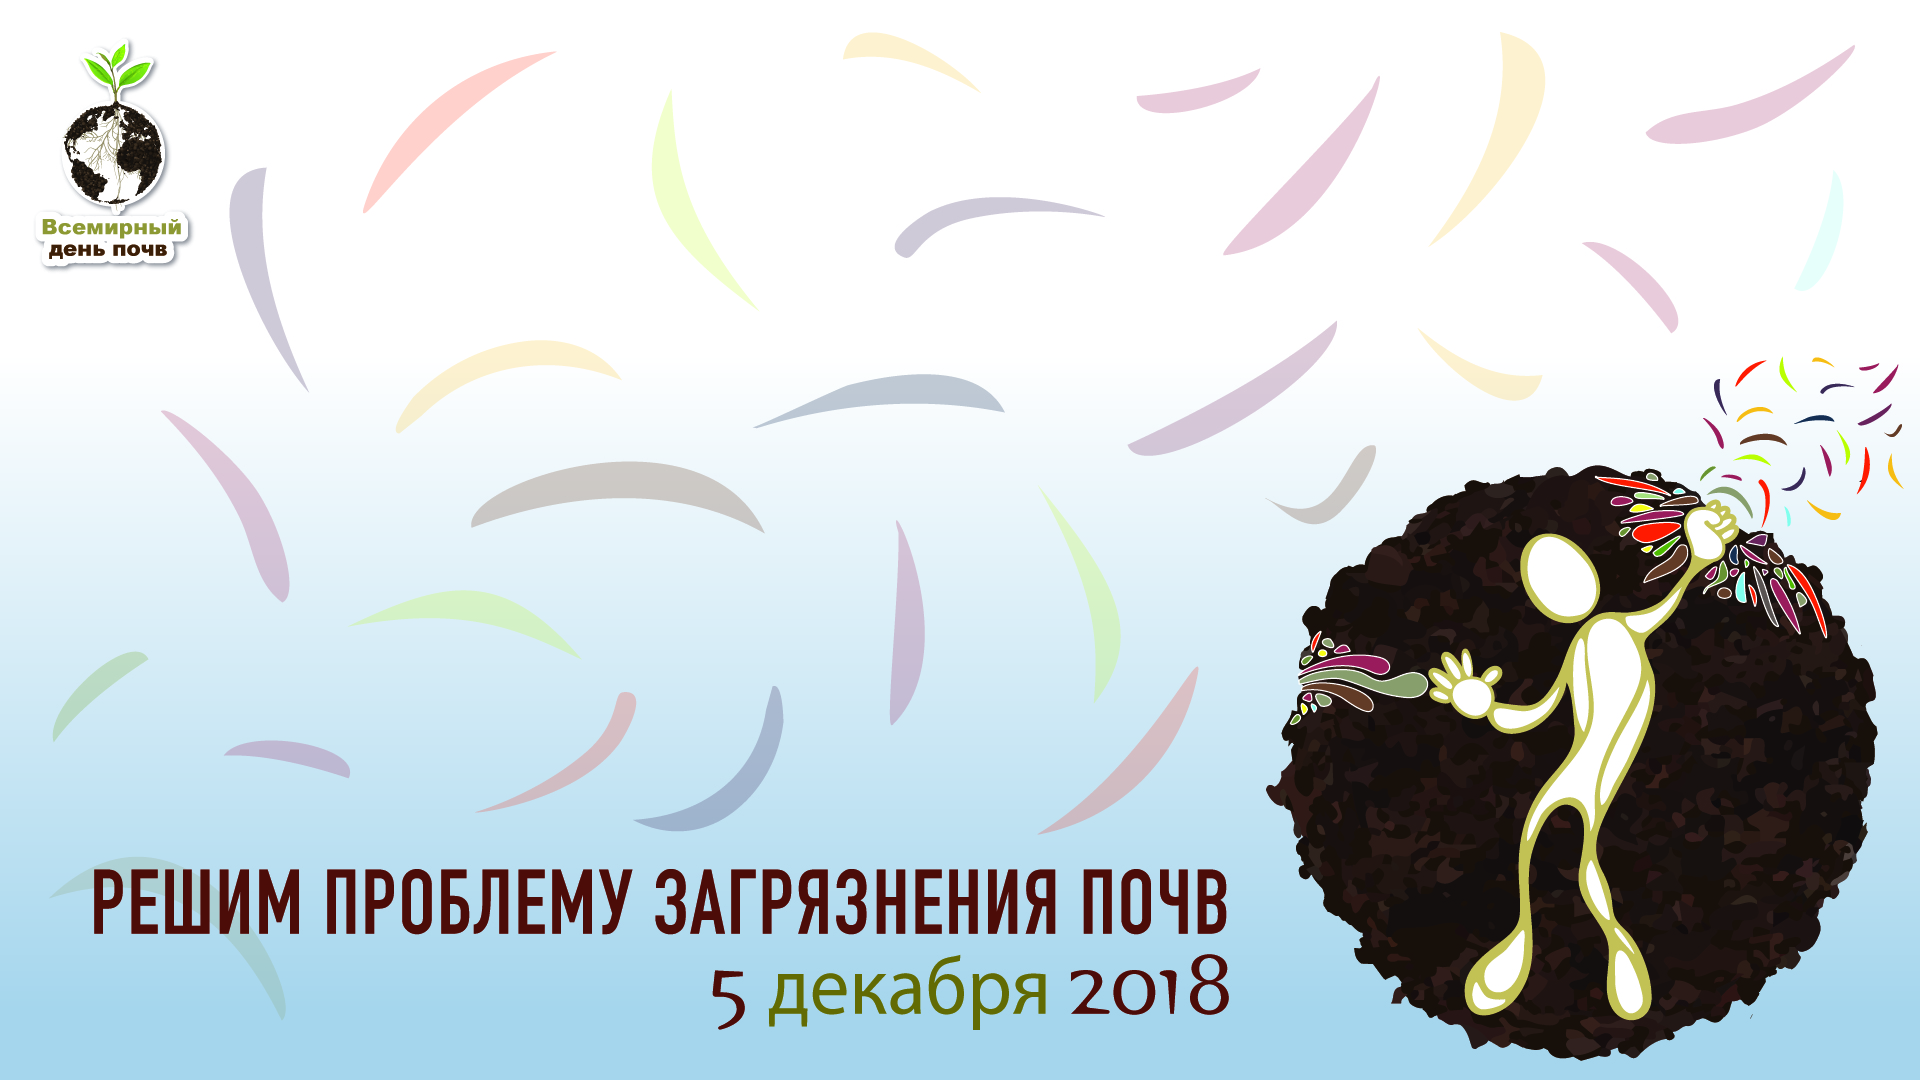 Всемирный
день почв
РЕШИМ ПРОБЛЕМУ ЗАГРЯЗНЕНИЯ ПОЧВ
5 декабря 2018